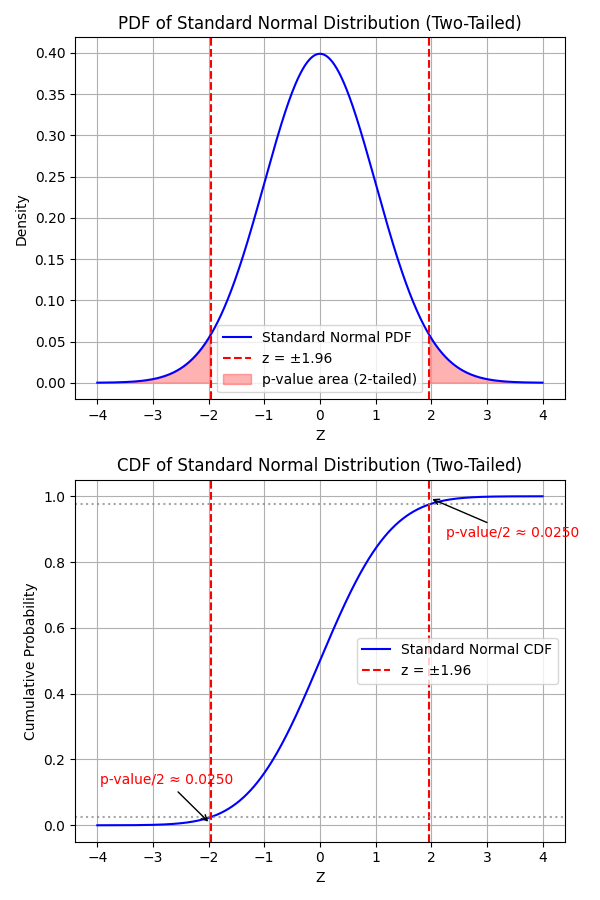 PDF of Standard Normal Distribution (Two-Tailed)
0.40
0.35
0.30
0.25
0.20
0.15
0.10
0.05
0.00
Density
Standard Normal PDF
z = ±1.96
p-value area (2-tailed)
−4 −3 −2 −1 0 1 2 3 4
Z
CDF of Standard Normal Distribution (Two-Tailed)
1.0
p-value/2 ≈ 0.0250
0.8
0.6
Cumulative Probability
Standard Normal CDF
z = ±1.96
0.4
0.2
p-value/2 ≈ 0.0250
0.0
−4 −3 −2 −1 0 1 2 3 4
Z